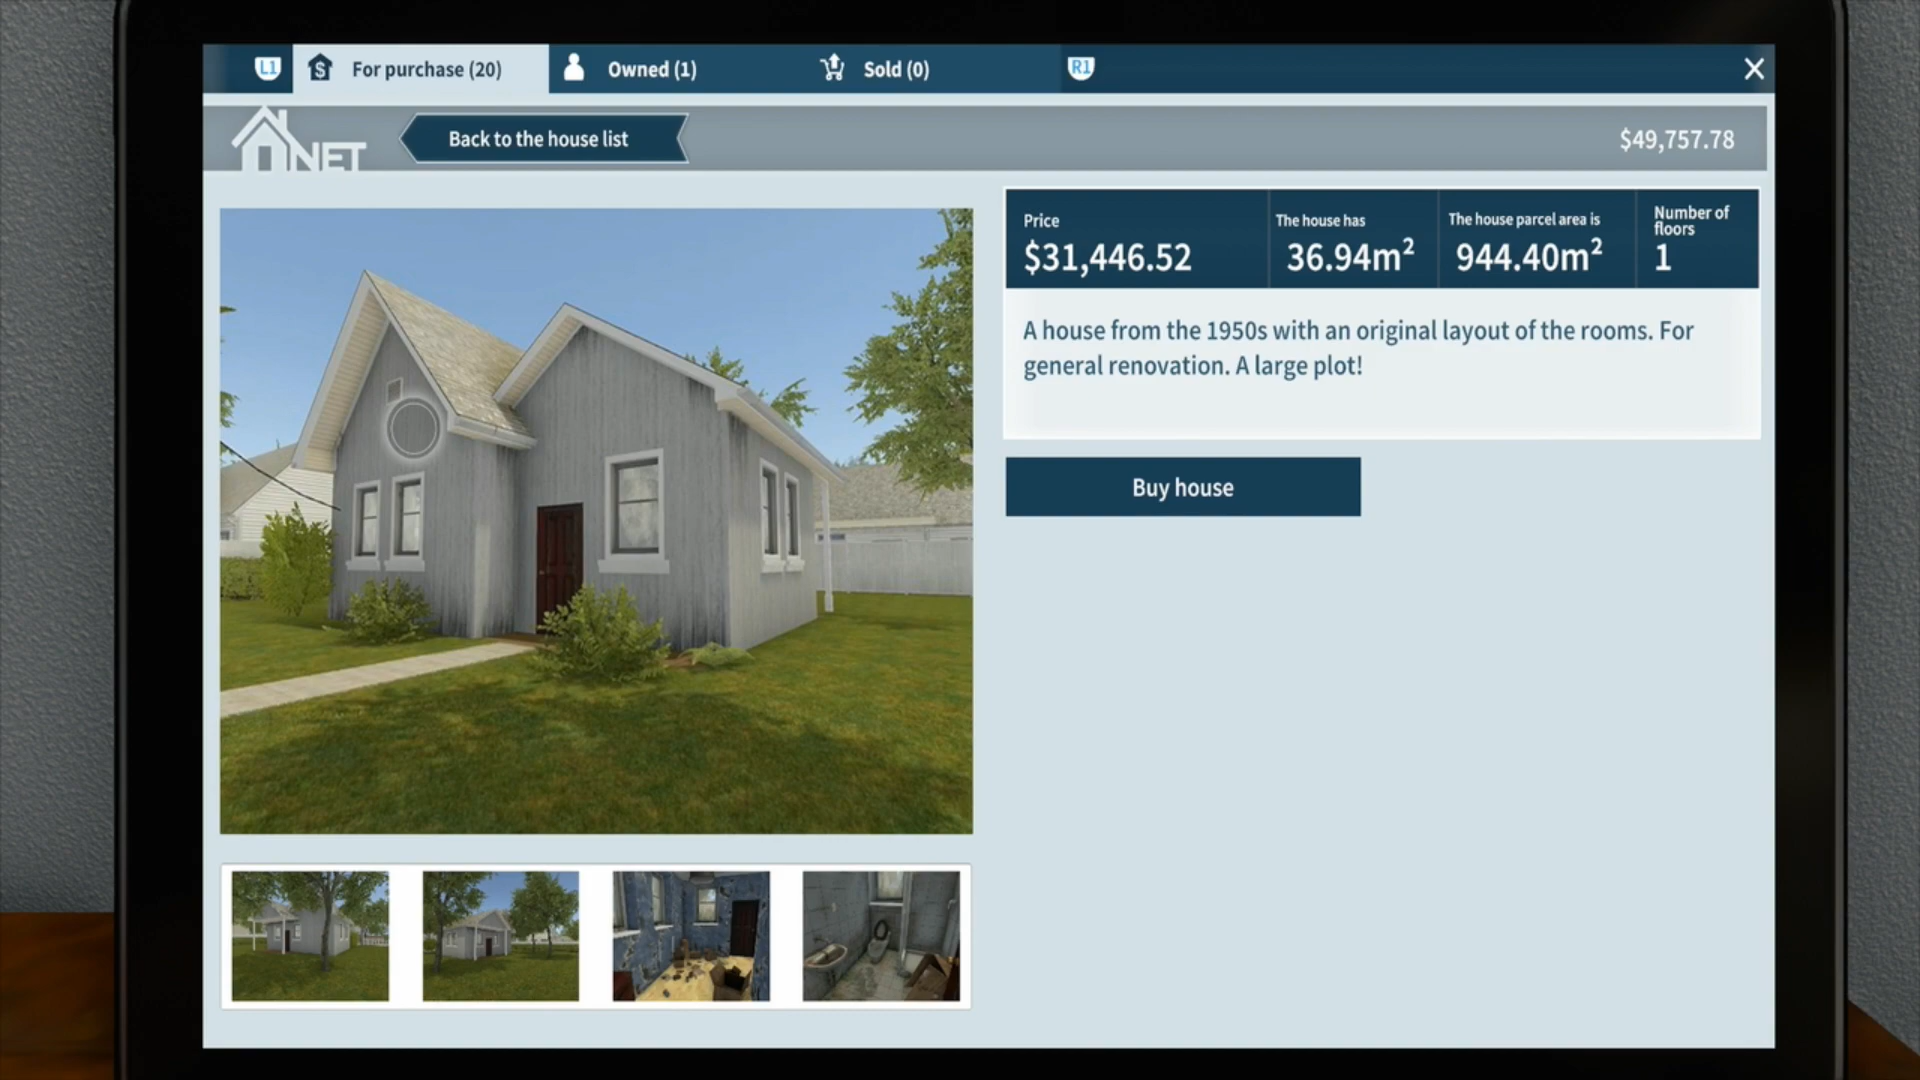 L1
For purchase (20)
Owned (1)
Sold (0)
R1
NET
Back to the house list
$49,757.78
Price
$31,446.52
The house has
36.94m²
The house parcel area is
944.40m²
Number of
floors
1
A house from the 1950s with an original layout of the rooms. For
general renovation. A large plot!
Buy house